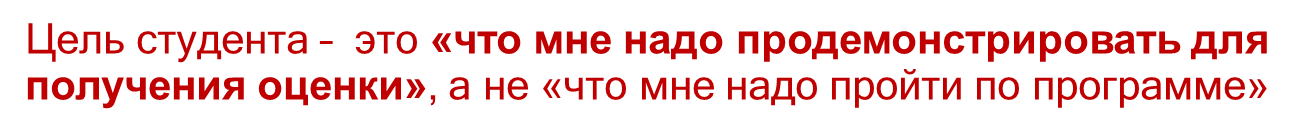 Цель студента – это «что мне надо продемонстрировать для
получения оценки», а не «что мне надо пройти по программе»